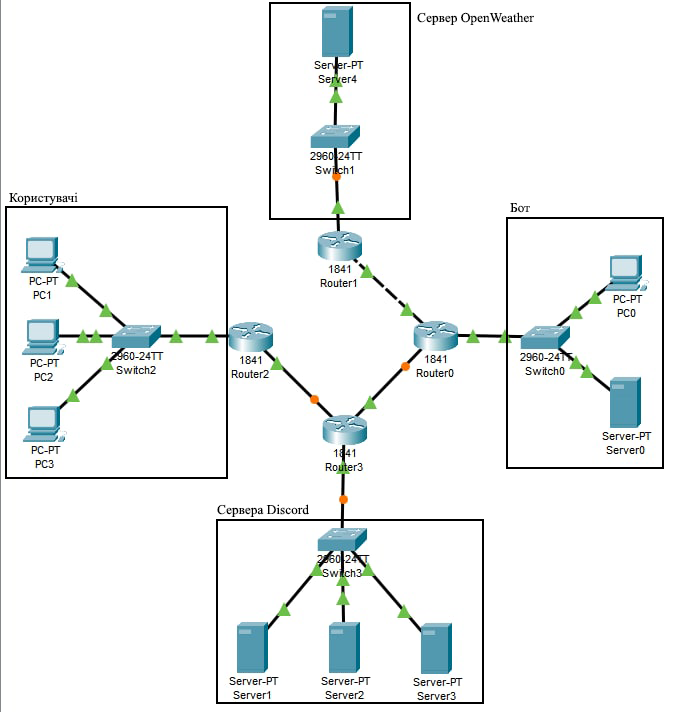 Сервер OpenWeather
Server-PT
Server4
2960-24TT
Switch1
1841
Router1
Користувачі
PC-PT
PC1
PC-PT
PC2
PC-PT
PC3
2960-24TT
Switch2
1841
Router2
1841
Router0
Бот
PC-PT
PC0
2960-24TT
Switch0
Server-PT
Server0
1841
Router3
Сервера Discord
2960-24TT
Switch3
Server-PT
Server1
Server-PT
Server2
Server-PT
Server3